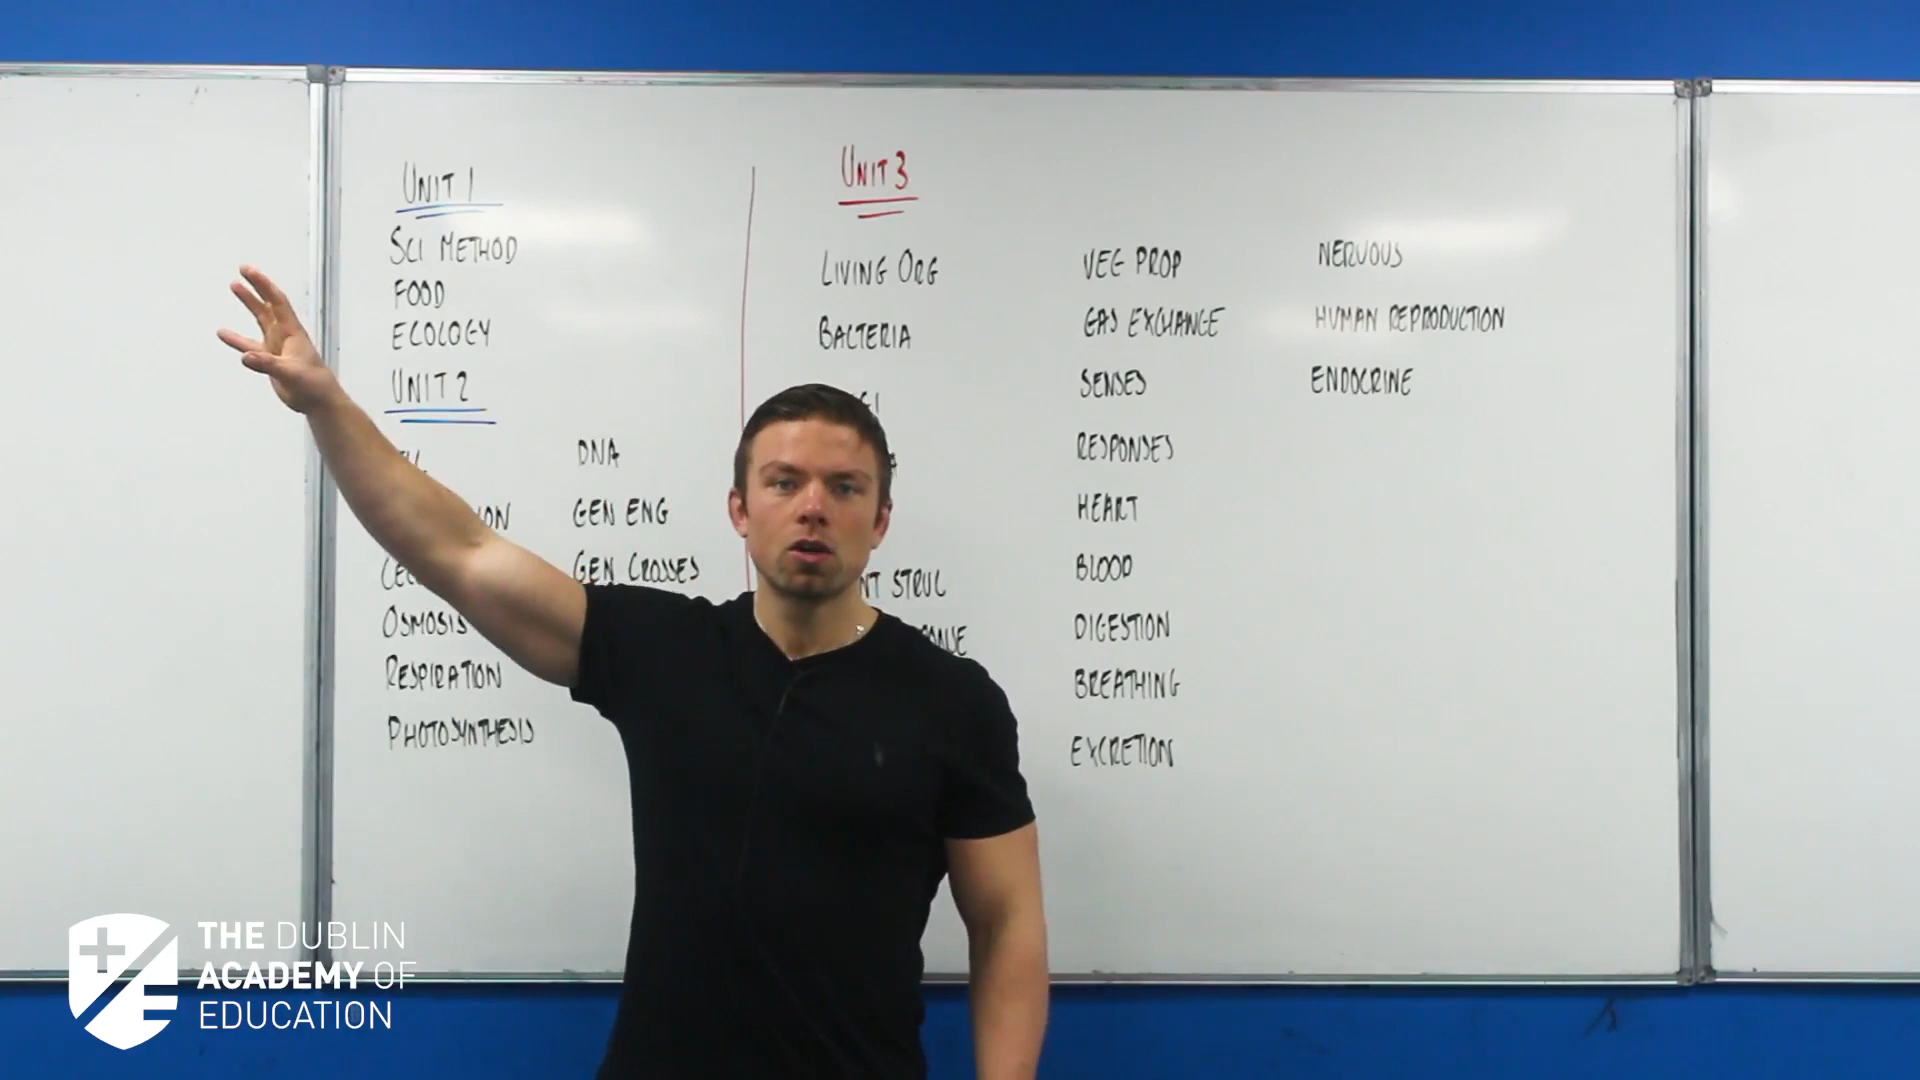 UNIT 1
SCI METHOD
FOOD
ECOLOGY
UNIT 2
OSMOSIS
RESPIRATION
PHOTOSYNTHESIS
DNA
GEN ENG
GEN CROSSES
UNIT 3
LIVING ORG
BACTERIA
STRUC
VEG PROP
GAS EXCHANGE
SENSES
RESPONSES
HEART
BLOOD
DIGESTION
BREATHING
EXCRETION
NERVOUS
HUMAN REPRODUCTION
ENDOCRINE
THE DUBLIN
ACADEMY OF
EDUCATION